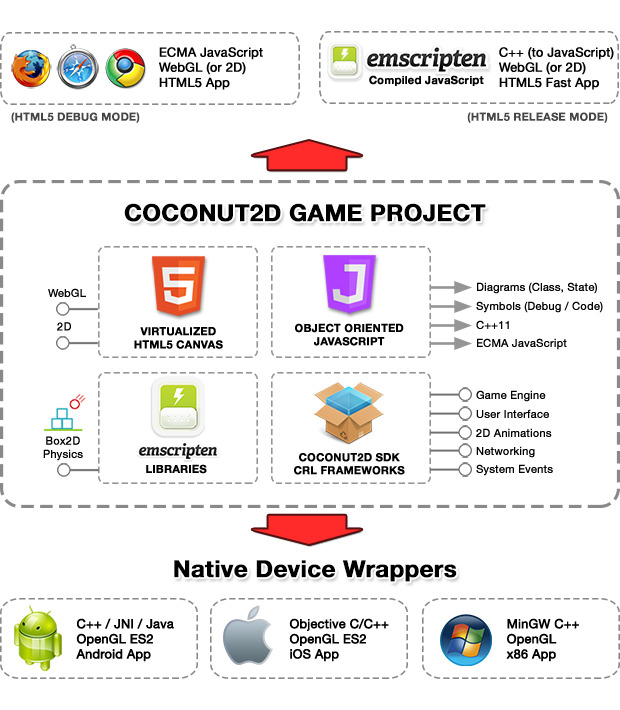 ECMA JavaScript
WebGL (or 2D)
HTML5 App
(HTML5 DEBUG MODE)
emscripten
Compiled JavaScript
C++ (to JavaScript)
WebGL (or 2D)
HTML5 Fast App
(HTML5 RELEASE MODE)
COCONUT2D GAME PROJECT
WebGL
2D
5
VIRTUALIZED
HTML5 CANVAS
J
OBJECT ORIENTED
JAVASCRIPT
Diagrams (Class, State)
Symbols (Debug / Code)
C++11
ECMA JavaScript
Box2D
Physics
emscripten
LIBRARIES
COCONUT2D SDK
CRL FRAMEWORKS
Game Engine
User Interface
2D Animations
Networking
System Events
Native Device Wrappers
C++ / JNI / Java
OpenGL ES2
Android App
Objective C/C++
OpenGL ES2
iOS App
MinGW C++
OpenGL
x86 App